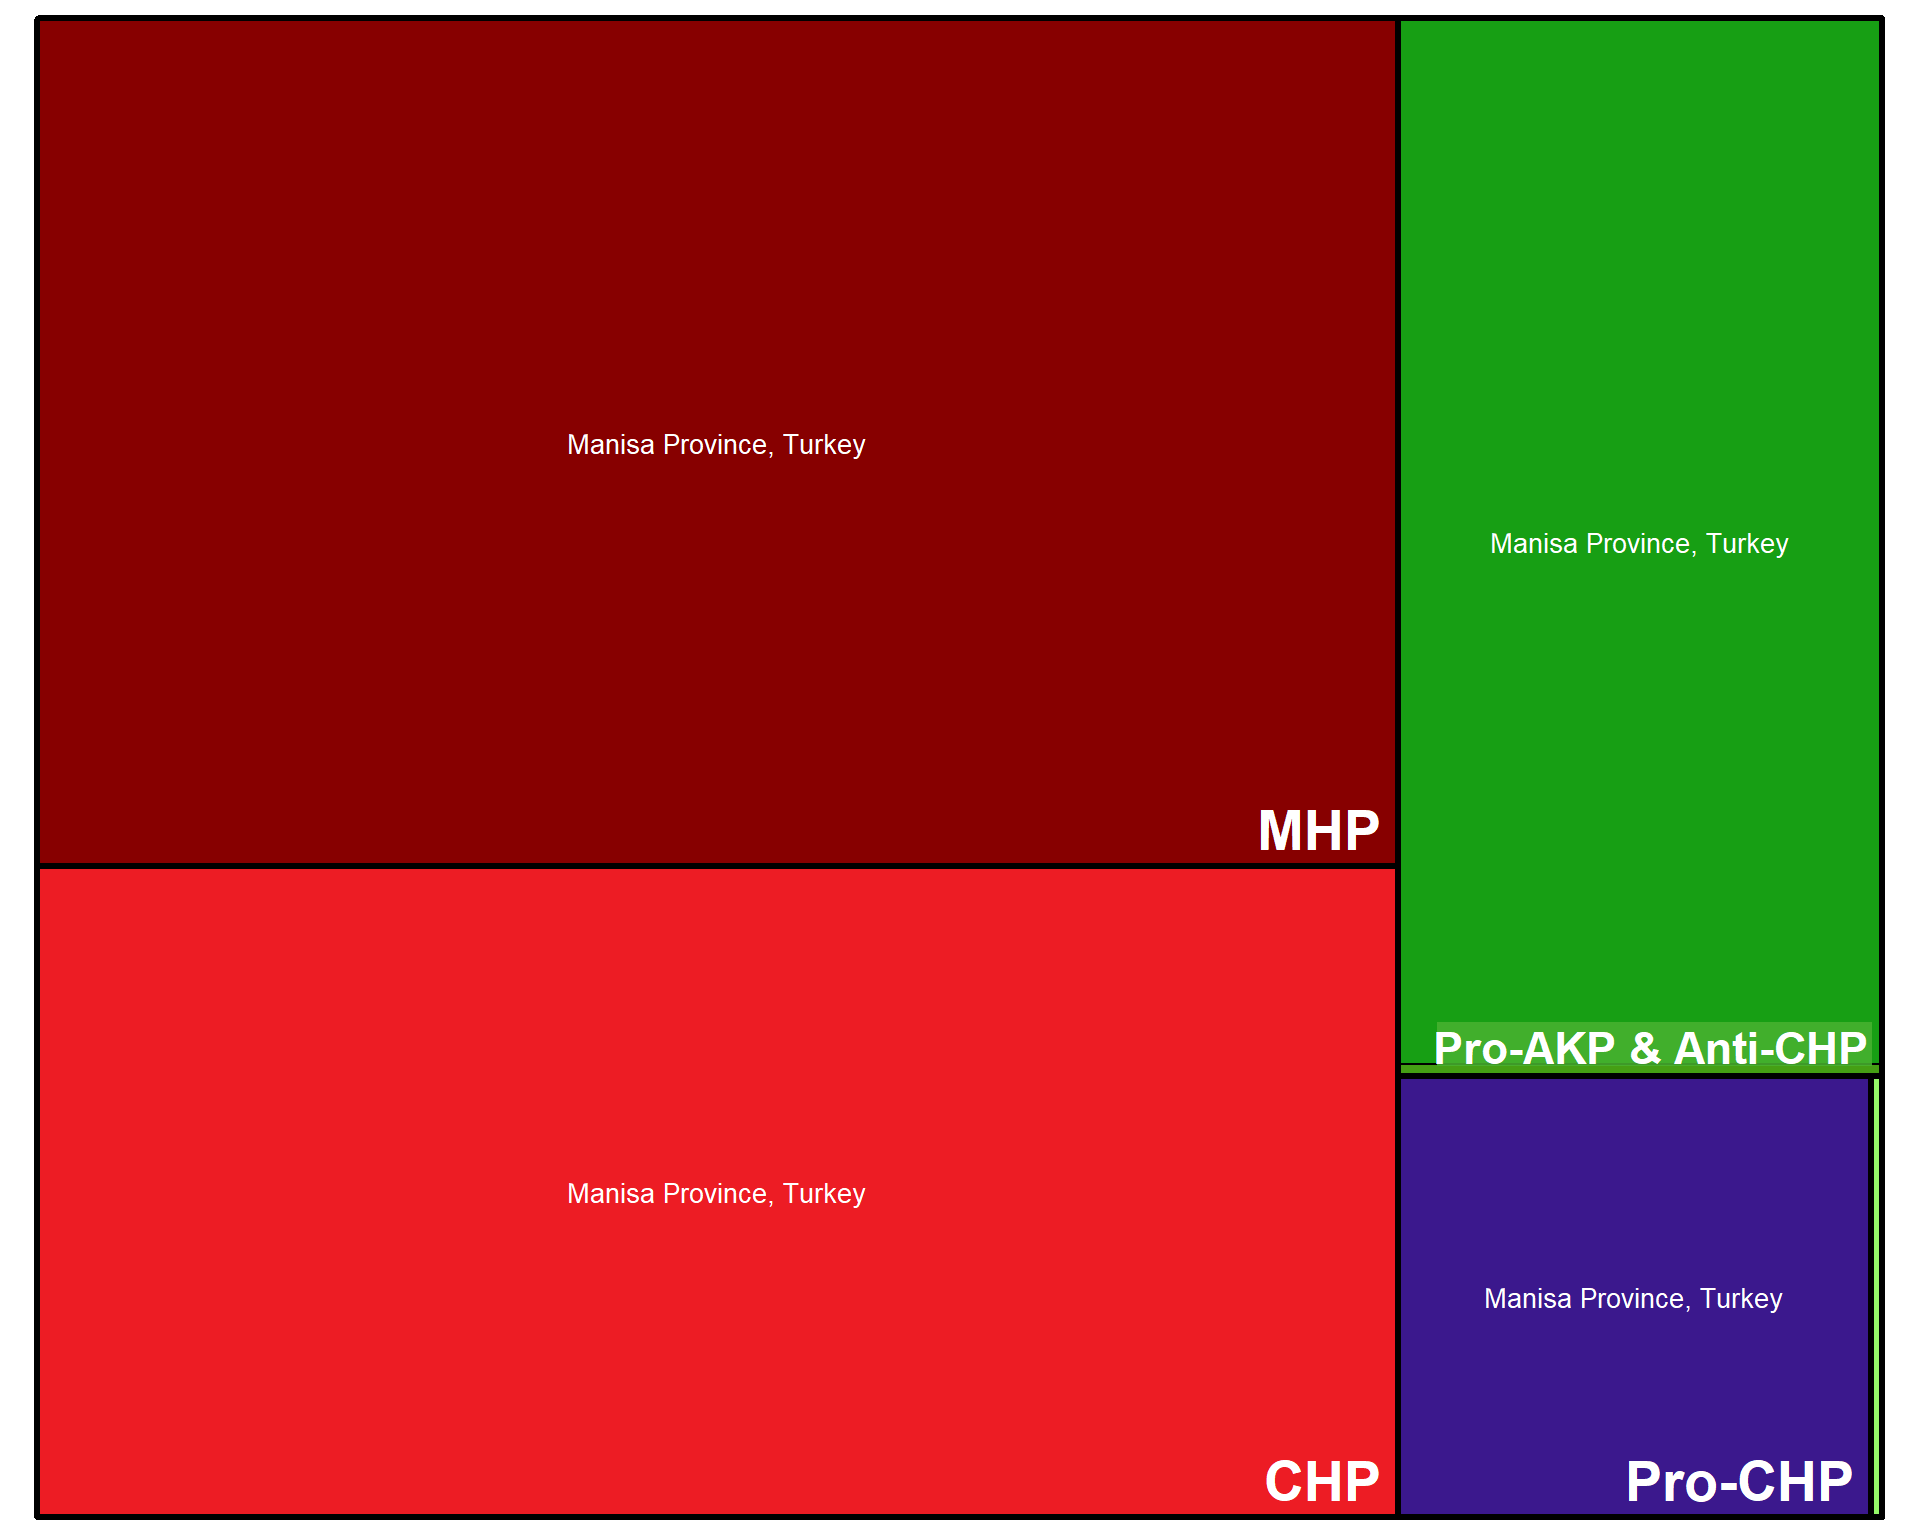 Manisa Province, Turkey
MHP
Manisa Province, Turkey
CHP
Manisa Province, Turkey
Pro-AKP & Anti-CHP
Manisa Province, Turkey
Pro-CHP